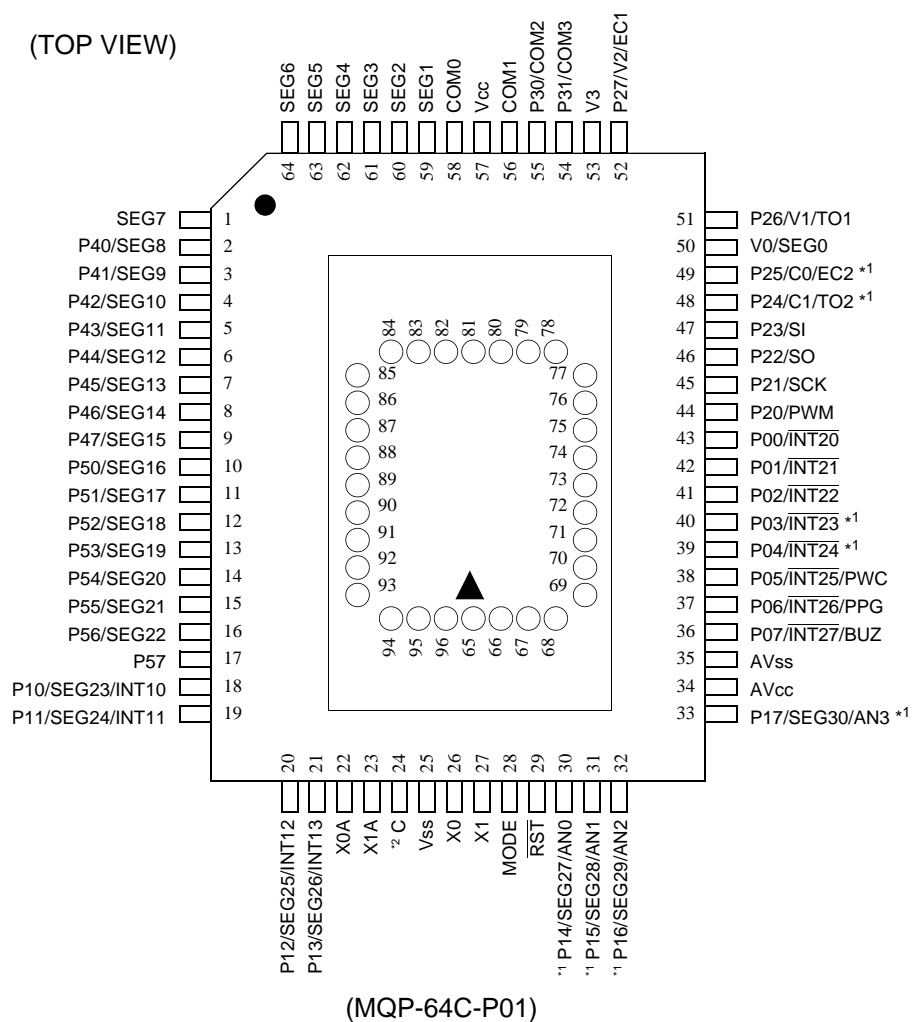 (TOP VIEW)
SEG6
SEG5
SEG4
SEG3
SEG2
SEG1
COM0
Vcc
COM1
P30/COM2
P31/COM3
V3
P27/V2/EC1
64
63
62
61
60
59
58
57
56
55
54
53
52
SEG7 1
P40/SEG8 2
P41/SEG9 3
P42/SEG10 4
P43/SEG11 5
P44/SEG12 6
P45/SEG13 7
P46/SEG14 8
P47/SEG15 9
P50/SEG16 10
P51/SEG17 11
P52/SEG18 12
P53/SEG19 13
P54/SEG20 14
P55/SEG21 15
P56/SEG22 16
P57 17
P10/SEG23/INT10 18
P11/SEG24/INT11 19
84
83
82
81
80
79
78
85
86
87
88
89
90
91
92
93
77
76
75
74
73
72
71
70
69
94
95
96
65
66
67
68
51 P26/V1/TO1
50 V0/SEG0
49 P25/C0/EC2 *1
48 P24/C1/TO2 *1
47 P23/SI
46 P22/SO
45 P21/SCK
44 P20/PWM
43 P00/INT20
42 P01/INT21
41 P02/INT22
40 P03/INT23 *1
39 P04/INT24 *1
38 P05/INT25/PWC
37 P06/INT26/PPG
36 P07/INT27/BUZ
35 AVss
34 AVcc
33 P17/SEG30/AN3 *1
20
21
22
23
24
25
26
27
28
29
30
31
32
P12/SEG25/INT12
P13/SEG26/INT13
X0A
X1A
*2 C
Vss
X0
X1
MODE
RST
*1 P14/SEG27/AN0
*1 P15/SEG28/AN1
*1 P16/SEG29/AN2
(MQP-64C-P01)